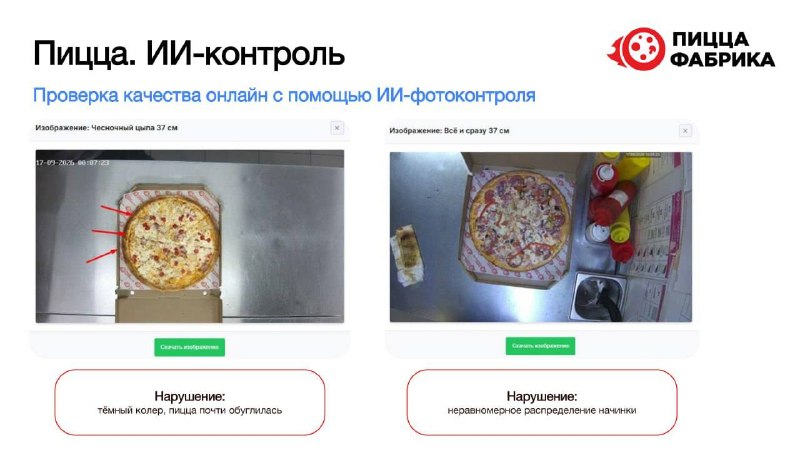 Пицца. ИИ-контроль
ПИЦЦА
ФАБРИКА
Проверка качества онлайн с помощью ИИ-фотоконтроля
Изображение: Чесночный цыпа 37 см
Изображение: Всё и сразу 37 см
17-09-2026 00:07:23
Скачать изображение
Скачать изображение
Нарушение:
тёмный колер, пицца почти обуглилась
Нарушение:
неравномерное распределение начинки